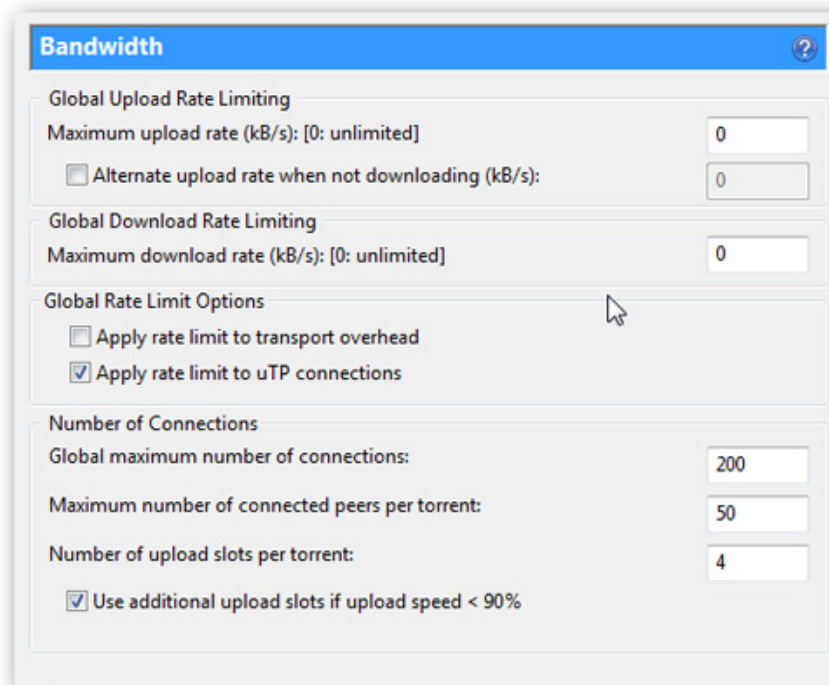 Bandwidth
?
Global Upload Rate Limiting
Maximum upload rate (kB/s): [0: unlimited] 0
Alternate upload rate when not downloading (kB/s): 0
Global Download Rate Limiting
Maximum download rate (kB/s): [0: unlimited] 0
Global Rate Limit Options
Apply rate limit to transport overhead
Apply rate limit to uTP connections
Number of Connections
Global maximum number of connections: 200
Maximum number of connected peers per torrent: 50
Number of upload slots per torrent: 4
Use additional upload slots if upload speed < 90%